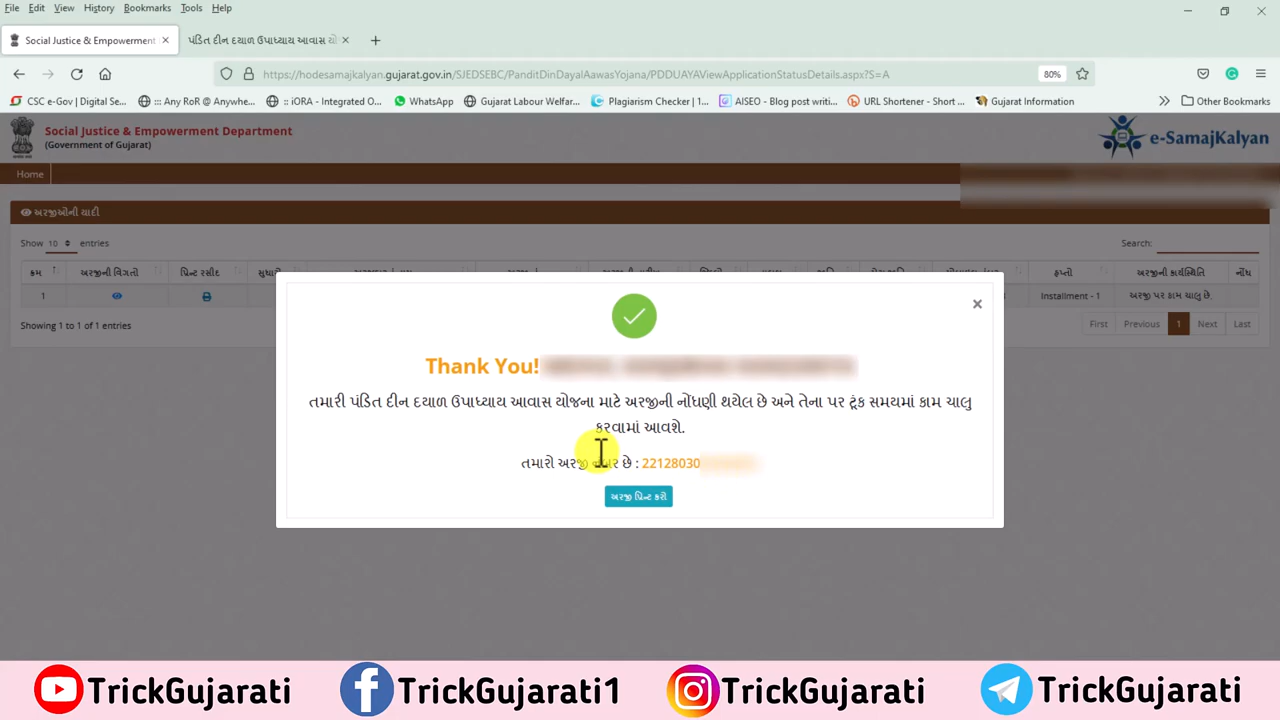 File Edit View History Bookmarks Tools Help
Social Justice & Empowerment
પંડિત દીન દયાળ ઉપાધ્યાય આવાસ યો
https://hodesamajkalyan.gujarat.gov.in/SJEDSEBC/PanditDinDayalAawasYojana/PDDUAYAViewApplicationStatusDetails.aspx?S=A 80%
CSC e-Gov | Digital Se... ::: Any RoR @ Anywhe... :: iORA - Integrated O... WhatsApp Gujarat Labour Welfar... Plagiarism Checker | 1... AISEO - Blog post writi... URL Shortener - Short ... Gujarat Information Other Bookmarks
Social Justice & Empowerment Department
(Government of Gujarat)
e-SamajKalyan
Home
અરજીઓની યાદી
Show 10 entries Search:
ક્રમ અરજીની વિગતો પ્રિન્ટ રસીદ સુધારો હપ્તો અરજીની કાર્યસ્થિતિ નોંધ
1 Installment - 1 અરજી પર કામ ચાલુ છે.
Showing 1 to 1 of 1 entries First Previous 1 Next Last
Thank You!
તમારી પંડિત દીન દયાળ ઉપાધ્યાય આવાસ યોજના માટે અરજીની નોંધણી થયેલ છે અને તેના પર ટૂંક સમયમાં કામ ચાલુ
કરવામાં આવશે.
તમારો અરજી નંબર છે : 22128030
અરજી પ્રિન્ટ કરો
TrickGujarati TrickGujarati1 TrickGujarati TrickGujarati